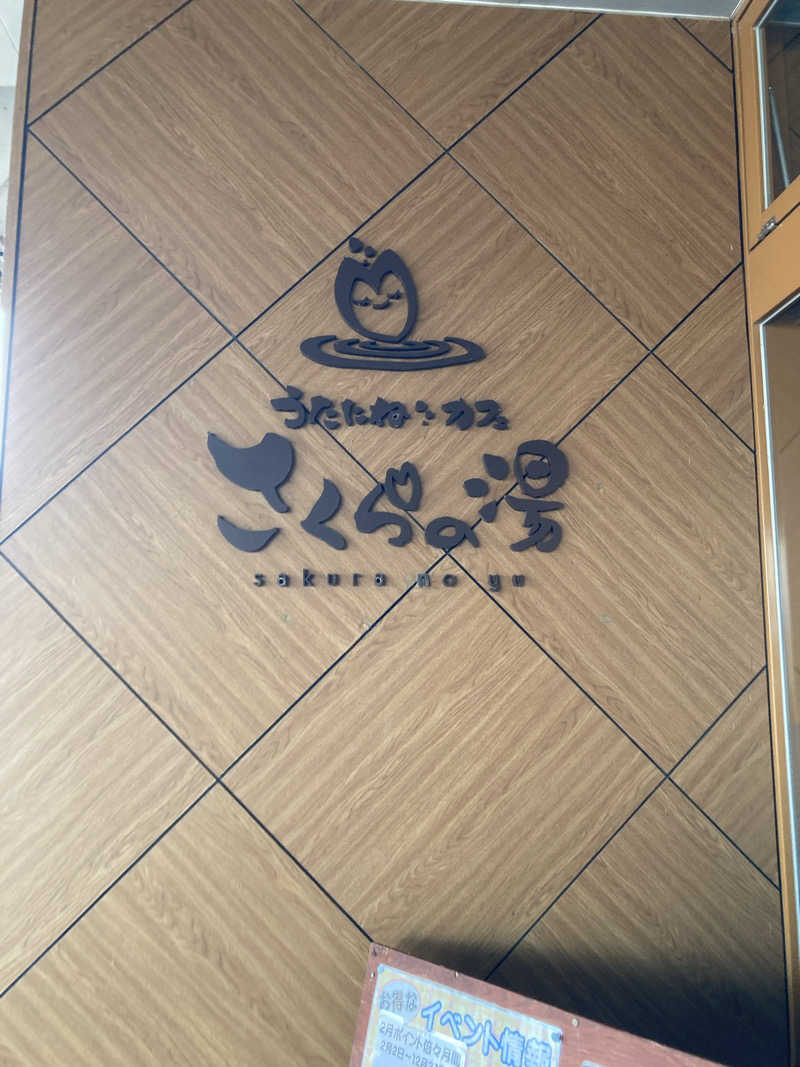 うたたねとカフェ
さくらの湯
sakura no yu
お得な
イベント情報
2月ポイント倍々月間